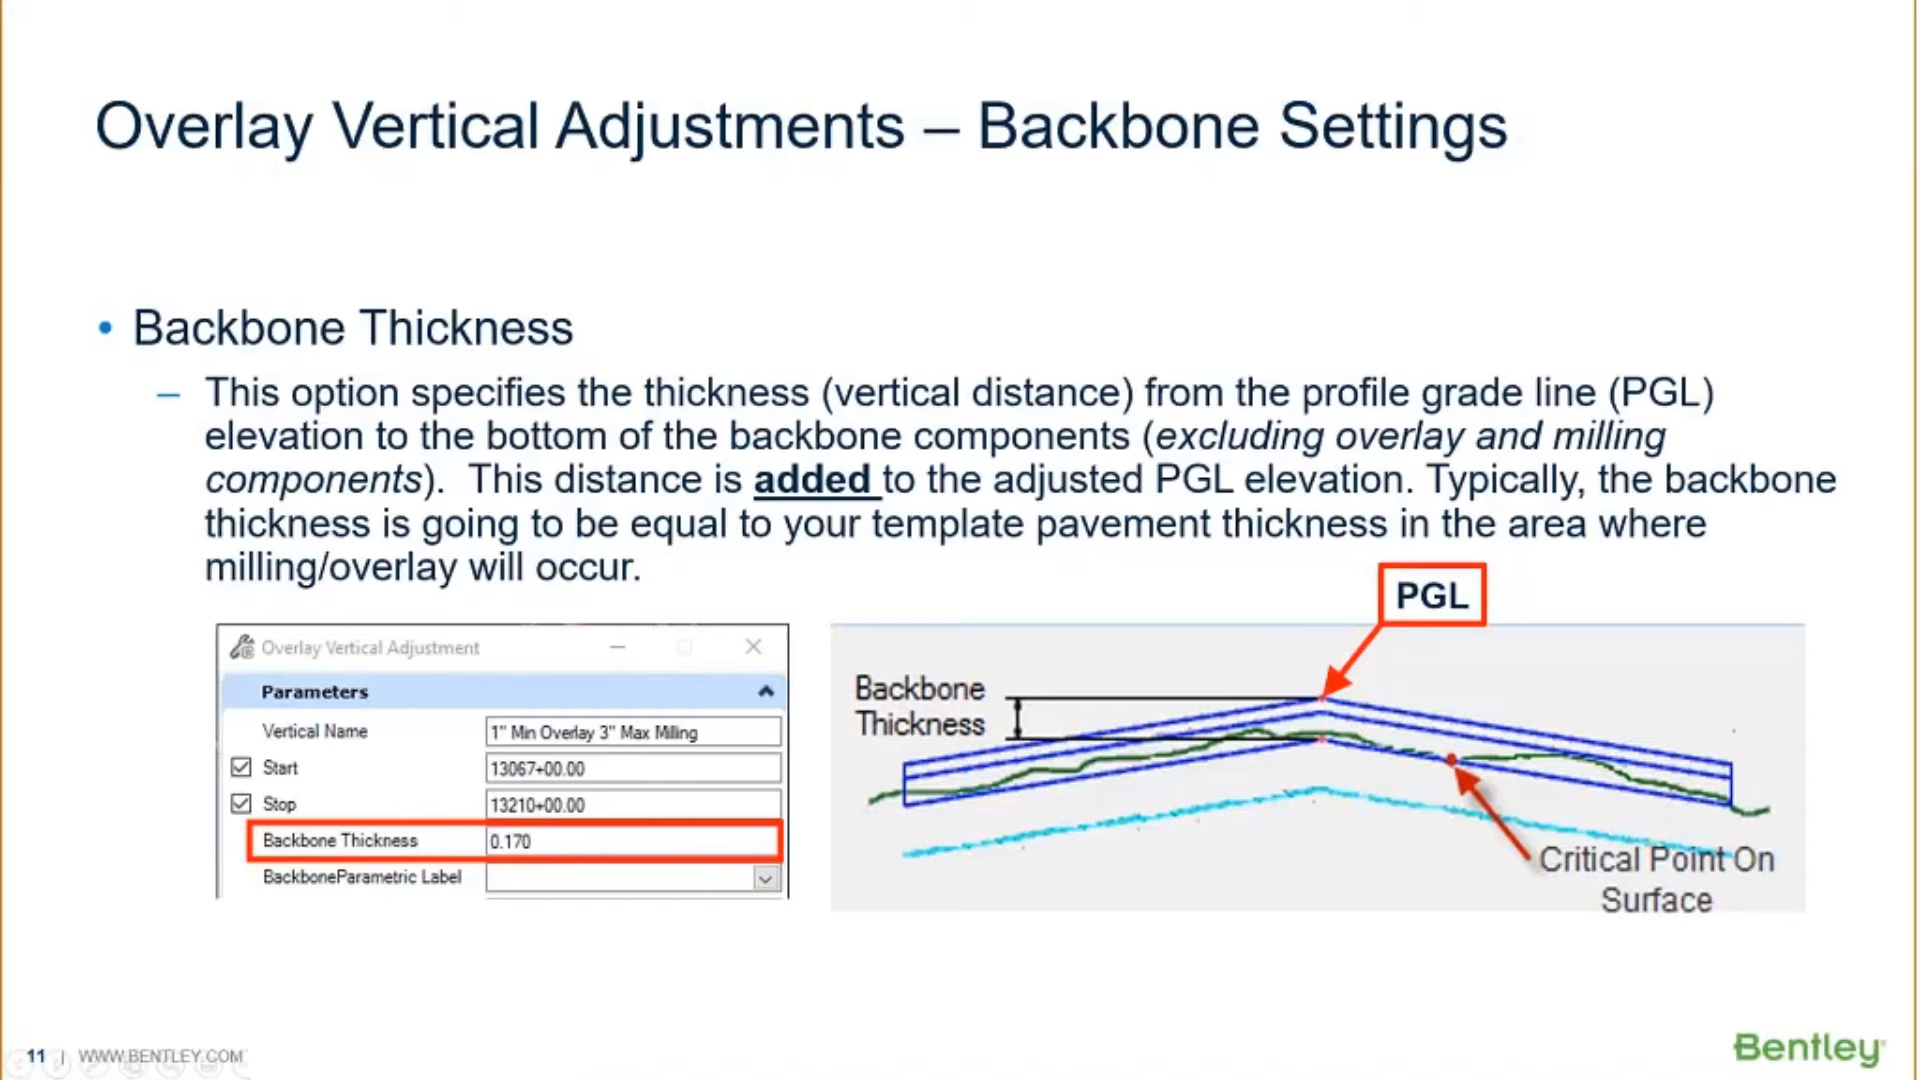 Overlay Vertical Adjustments – Backbone Settings
• Backbone Thickness
– This option specifies the thickness (vertical distance) from the profile grade line (PGL)
elevation to the bottom of the backbone components (excluding overlay and milling
components).  This distance is added to the adjusted PGL elevation. Typically, the backbone
thickness is going to be equal to your template pavement thickness in the area where
milling/overlay will occur.
Overlay Vertical Adjustment
Parameters
Vertical Name 1" Min Overlay 3" Max Milling
Start 13067+00.00
Stop 13210+00.00
Backbone Thickness 0.170
BackboneParametric Label
PGL
Backbone
Thickness
Critical Point On
Surface
11 | WWW.BENTLEY.COM
Bentley